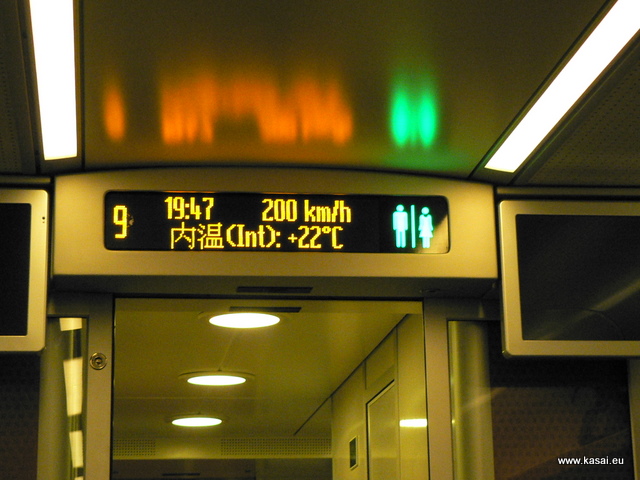 9
19:47 200 km/h
内温(Int): +22°C
www.kasai.eu